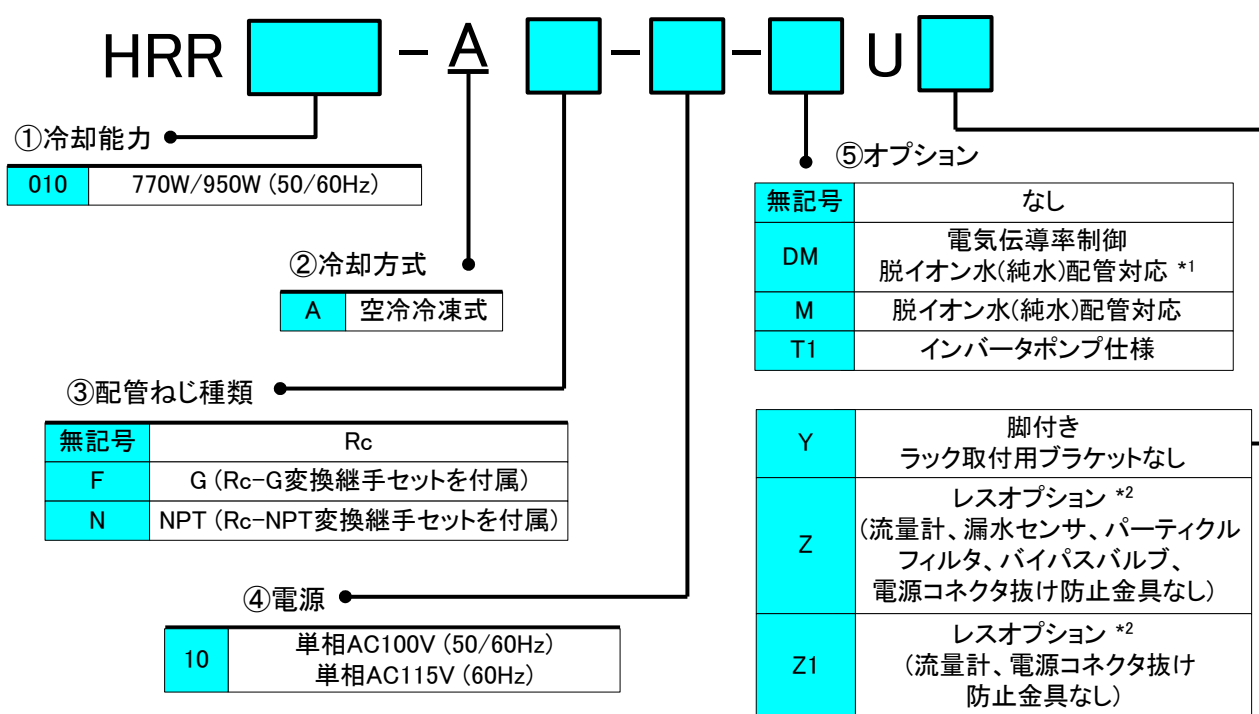 HRR - A - - U
①冷却能力
010 770W/950W (50/60Hz)
②冷却方式
A 空冷冷凍式
③配管ねじ種類
無記号 Rc
F G (Rc-G変換継手セットを付属)
N NPT (Rc-NPT変換継手セットを付属)
④電源
10 単相AC100V (50/60Hz)
単相AC115V (60Hz)
⑤オプション
無記号 なし
DM 電気伝導率制御
脱イオン水(純水)配管対応 *1
M 脱イオン水(純水)配管対応
T1 インバータポンプ仕様
Y 脚付き
ラック取付用ブラケットなし
Z レスオプション *2
(流量計、漏水センサ、パーティクル
フィルタ、バイパスバルブ、
電源コネクタ抜け防止金具なし)
Z1 レスオプション *2
(流量計、電源コネクタ抜け
防止金具なし)